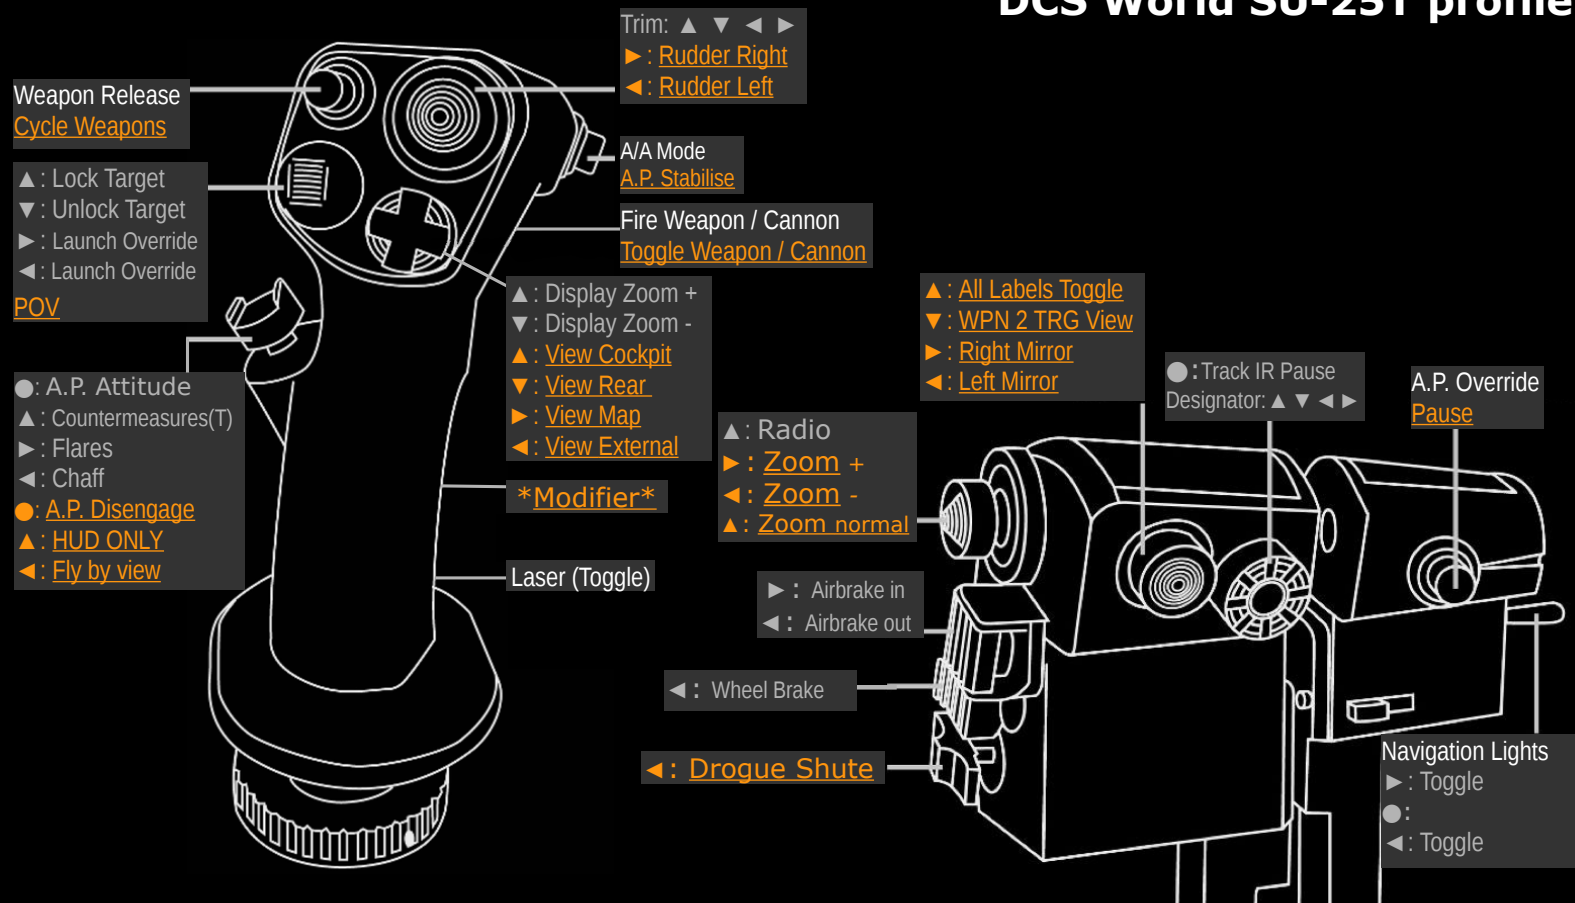 DCS World SU-25T profile
Trim: ▲ ▼ ◄ ►
►: Rudder Right
◄: Rudder Left
Weapon Release
Cycle Weapons
A/A Mode
A.P. Stabilise
▲: Lock Target
▼: Unlock Target
►: Launch Override
◄: Launch Override
POV
Fire Weapon / Cannon
Toggle Weapon / Cannon
▲: Display Zoom +
▼: Display Zoom -
▲: View Cockpit
▼: View Rear
►: View Map
◄: View External
●: A.P. Attitude
▲: Countermeasures(T)
►: Flares
◄: Chaff
●: A.P. Disengage
▲: HUD ONLY
◄: Fly by view
*Modifier*
Laser (Toggle)
▲: All Labels Toggle
▼: WPN 2 TRG View
►: Right Mirror
◄: Left Mirror
●: Track IR Pause
Designator: ▲ ▼ ◄ ►
A.P. Override
Pause
▲: Radio
►: Zoom +
◄: Zoom -
▲: Zoom normal
►: Airbrake in
◄: Airbrake out
◄: Wheel Brake
◄: Drogue Shute
Navigation Lights
►: Toggle
●:
◄: Toggle